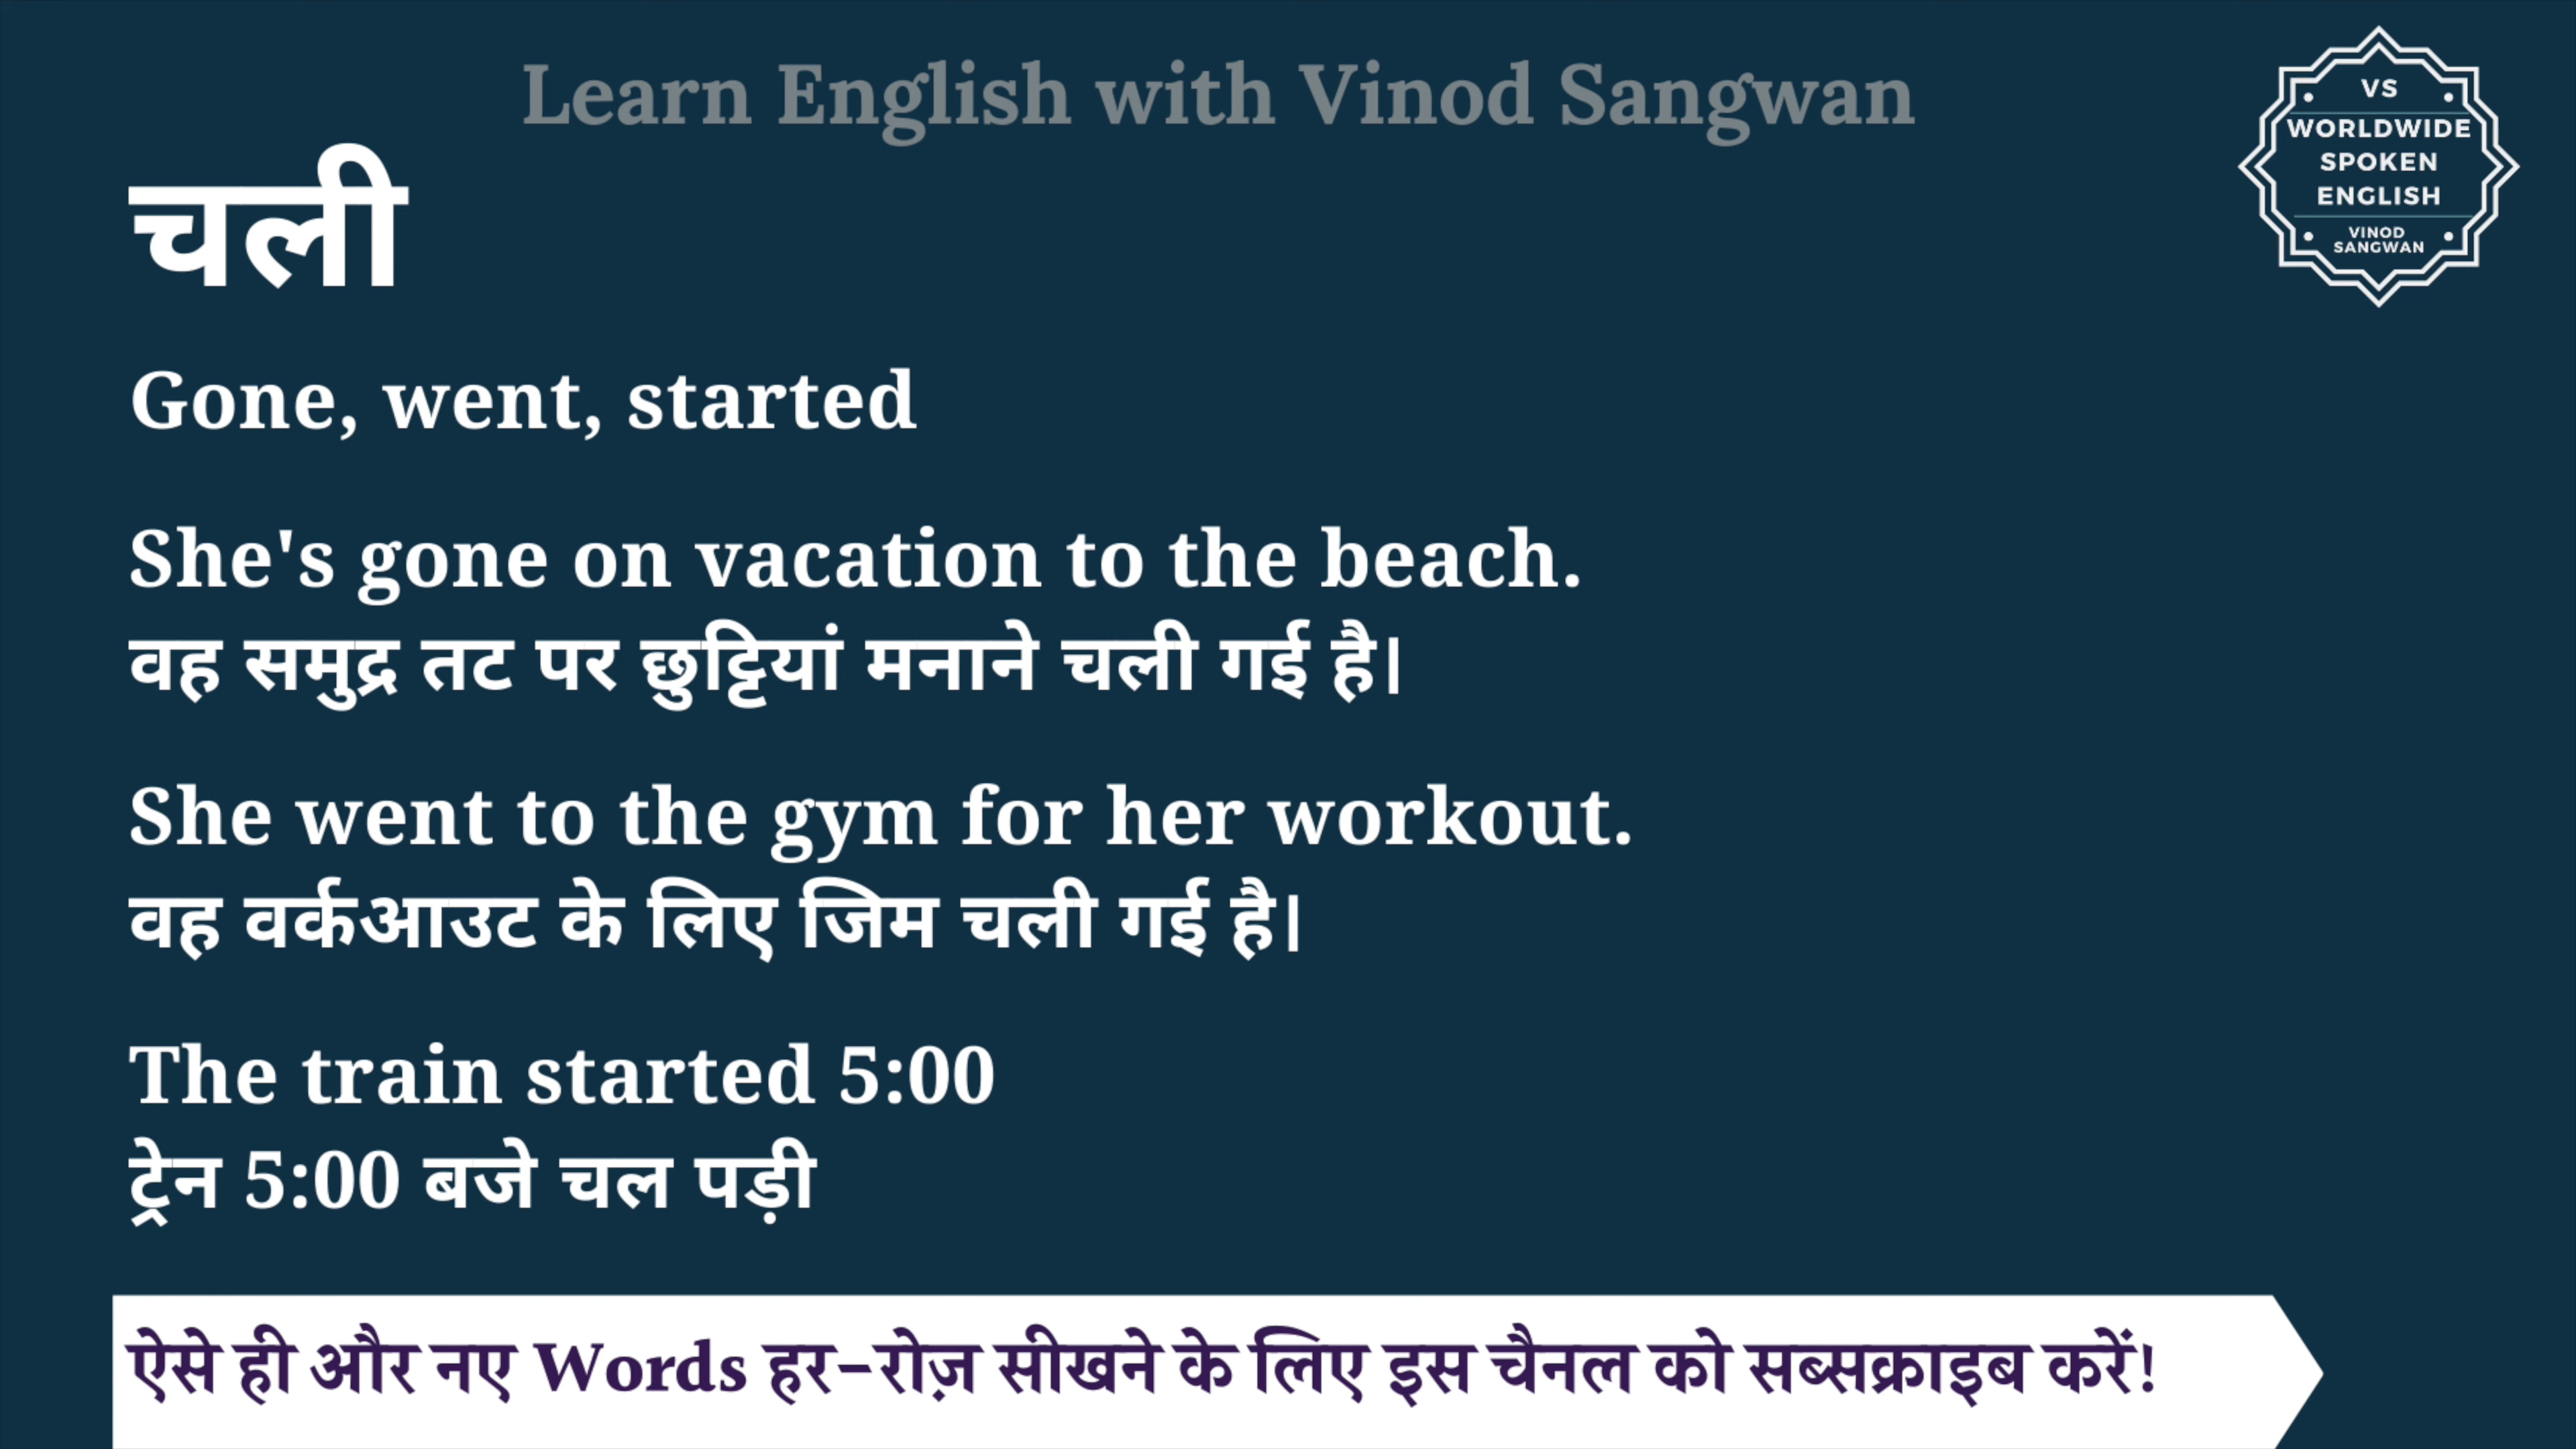 Learn English with Vinod Sangwan
VS
WORLDWIDE
SPOKEN
ENGLISH
VINOD
SANGWAN
चली
Gone, went, started
She's gone on vacation to the beach.
वह समुद्र तट पर छुट्टियां मनाने चली गई है।
She went to the gym for her workout.
वह वर्कआउट के लिए जिम चली गई है।
The train started 5:00
ट्रेन 5:00 बजे चल पड़ी
ऐसे ही और नए Words हर-रोज़ सीखने के लिए इस चैनल को सब्सक्राइब करें!